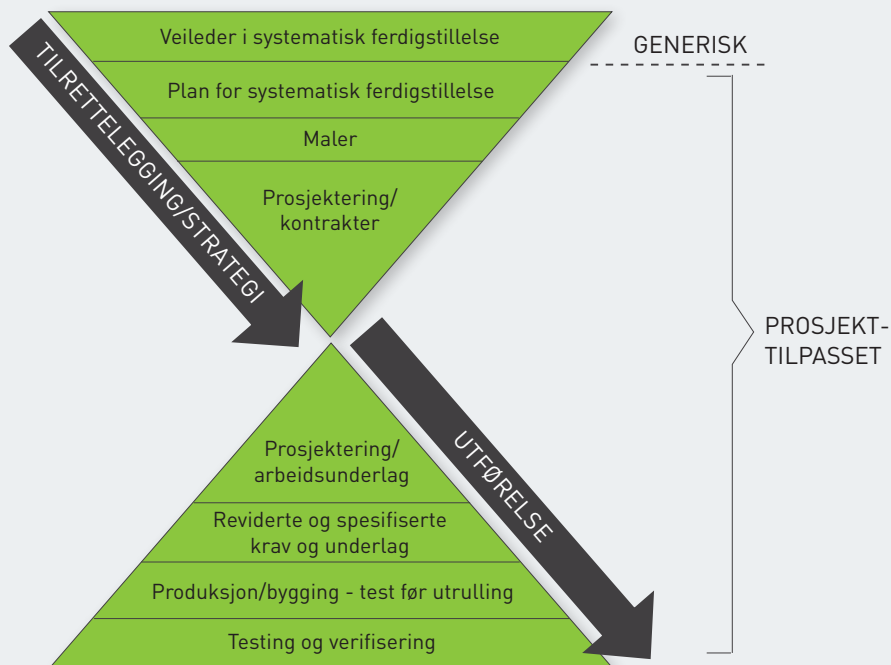 Veileder i systematisk ferdigstillelse
GENERISK
Plan for systematisk ferdigstillelse
Maler
Prosjektering/
kontrakter
TILRETTELEGGING/STRATEGI
PROSJEKT-
TILPASSET
Prosjektering/
arbeidsunderlag
UTFØRELSE
Reviderte og spesifiserte
krav og underlag
Produksjon/bygging - test før utrulling
Testing og verifisering